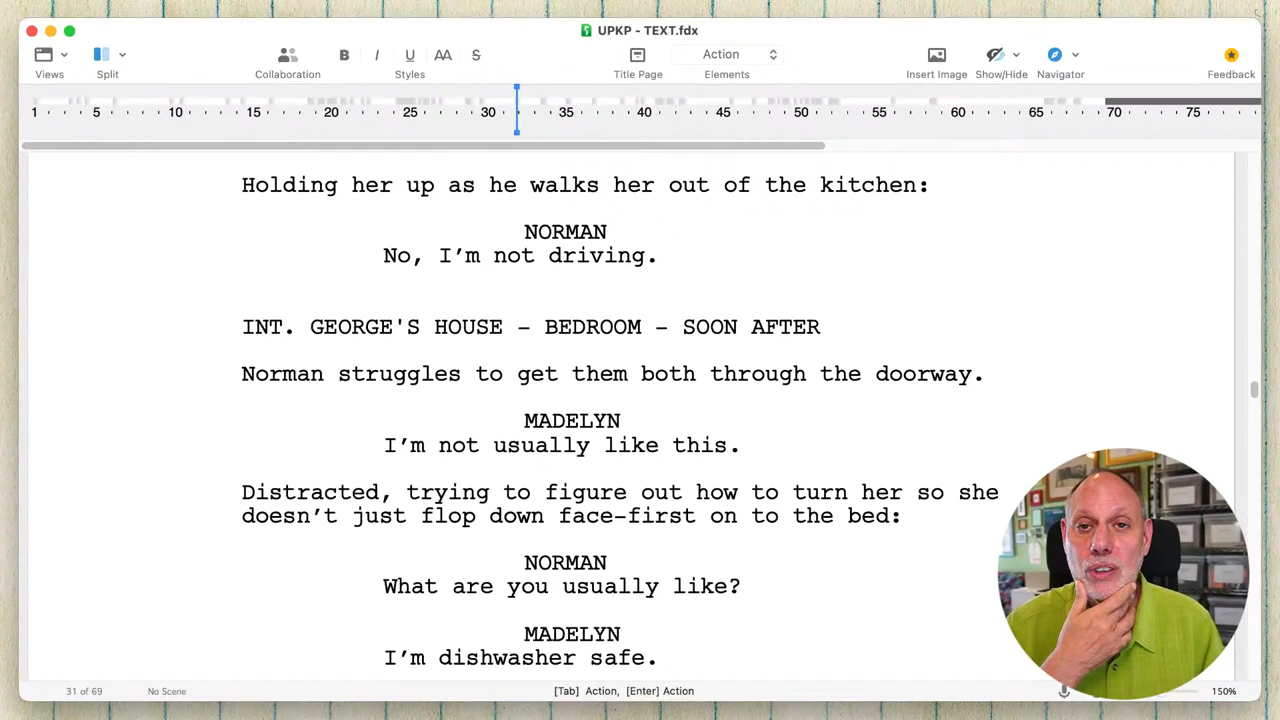 UPKP - TEXT.fdx
B I U AA S Action
Views Split Collaboration Styles Title Page Elements Insert Image Show/Hide Navigator Feedback
1 5 10 15 20 25 30 35 40 45 50 55 60 65 70 75
Holding her up as he walks her out of the kitchen:
NORMAN
No, I’m not driving.
INT. GEORGE'S HOUSE - BEDROOM - SOON AFTER
Norman struggles to get them both through the doorway.
MADELYN
I’m not usually like this.
Distracted, trying to figure out how to turn her so she
doesn’t just flop down face-first on to the bed:
NORMAN
What are you usually like?
MADELYN
I’m dishwasher safe.
31 of 69 No Scene [Tab] Action, [Enter] Action 150%